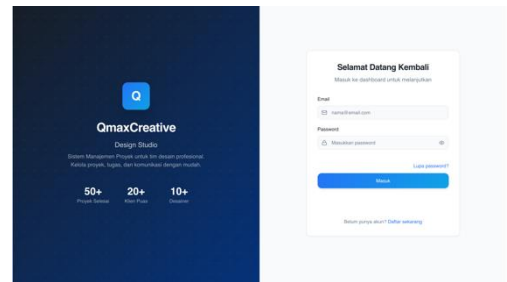 Q
QmaxCreative
Design Studio
Sistem Manajemen Proyek untuk tim desain profesional.
Kelola proyek, tugas, dan komunikasi dengan mudah.
50+ 20+ 10+
Proyek Selesai Klien Puas Desainer
Selamat Datang Kembali
Masuk ke dashboard untuk melanjutkan
Email
nama@email.com
Password
Masukkan password
Lupa password?
Masuk
Belum punya akun? Daftar sekarang